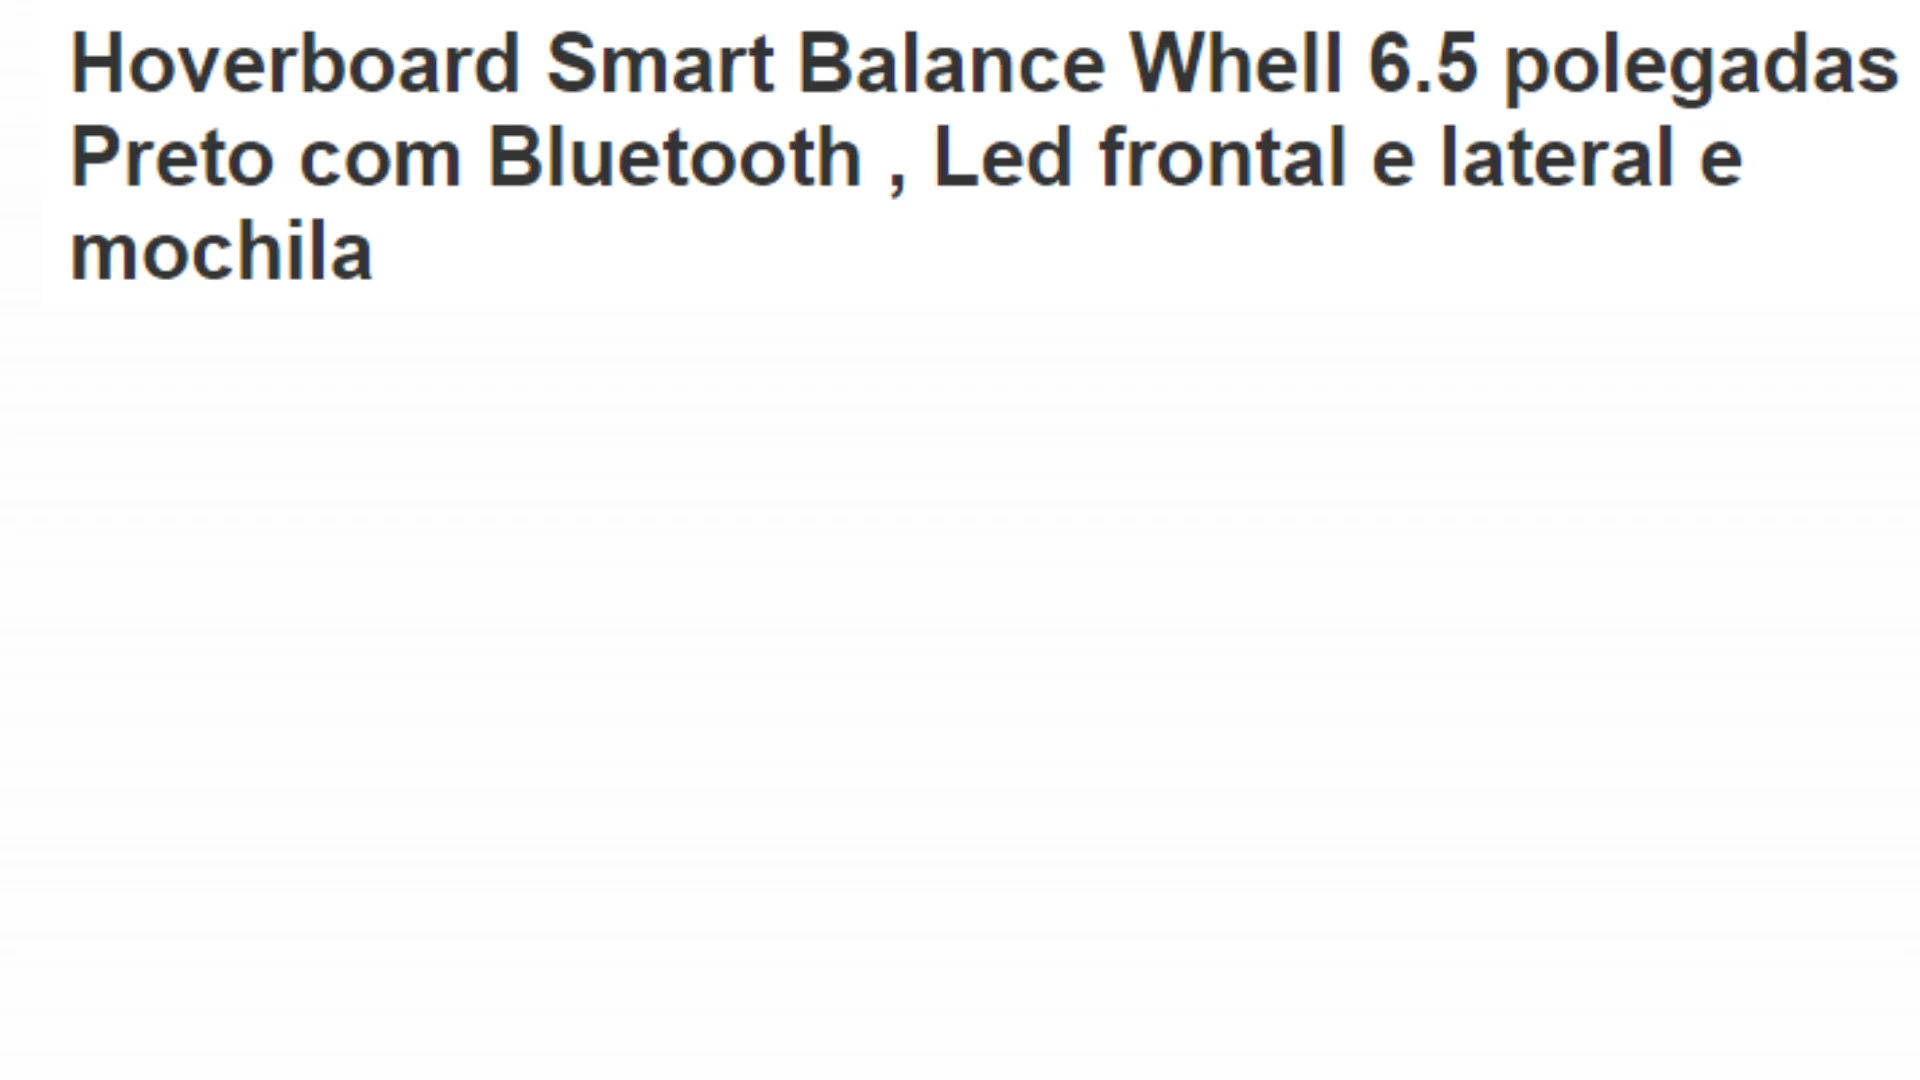 Hoverboard Smart Balance Whell 6.5 polegadas
Preto com Bluetooth , Led frontal e lateral e
mochila